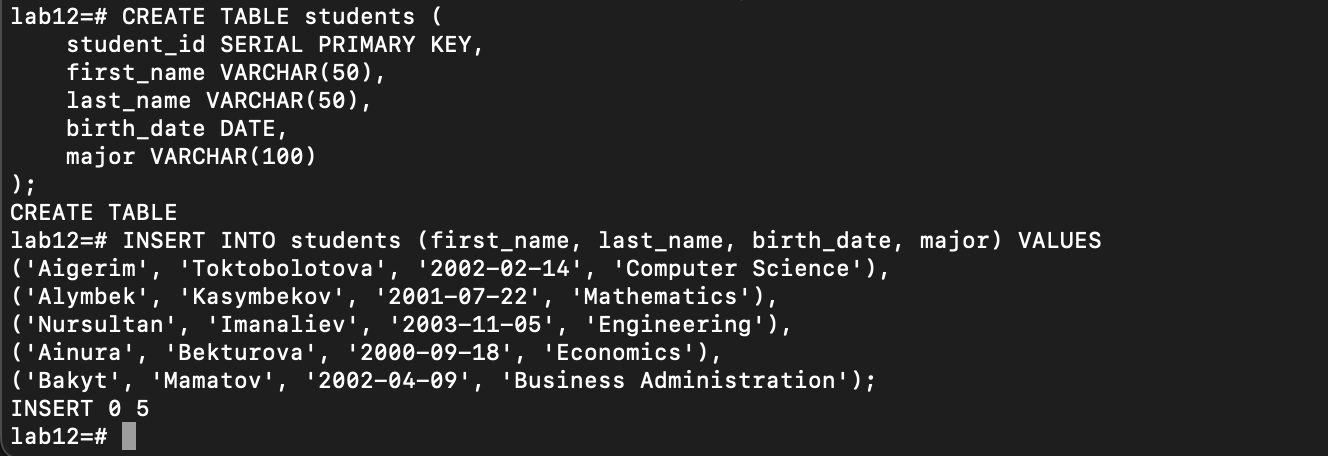 lab12=# CREATE TABLE students (
    student_id SERIAL PRIMARY KEY,
    first_name VARCHAR(50),
    last_name VARCHAR(50),
    birth_date DATE,
    major VARCHAR(100)
);
CREATE TABLE
lab12=# INSERT INTO students (first_name, last_name, birth_date, major) VALUES
('Aigerim', 'Toktobolotova', '2002-02-14', 'Computer Science'),
('Alymbek', 'Kasymbekov', '2001-07-22', 'Mathematics'),
('Nursultan', 'Imanaliev', '2003-11-05', 'Engineering'),
('Ainura', 'Bekturova', '2000-09-18', 'Economics'),
('Bakyt', 'Mamatov', '2002-04-09', 'Business Administration');
INSERT 0 5
lab12=#